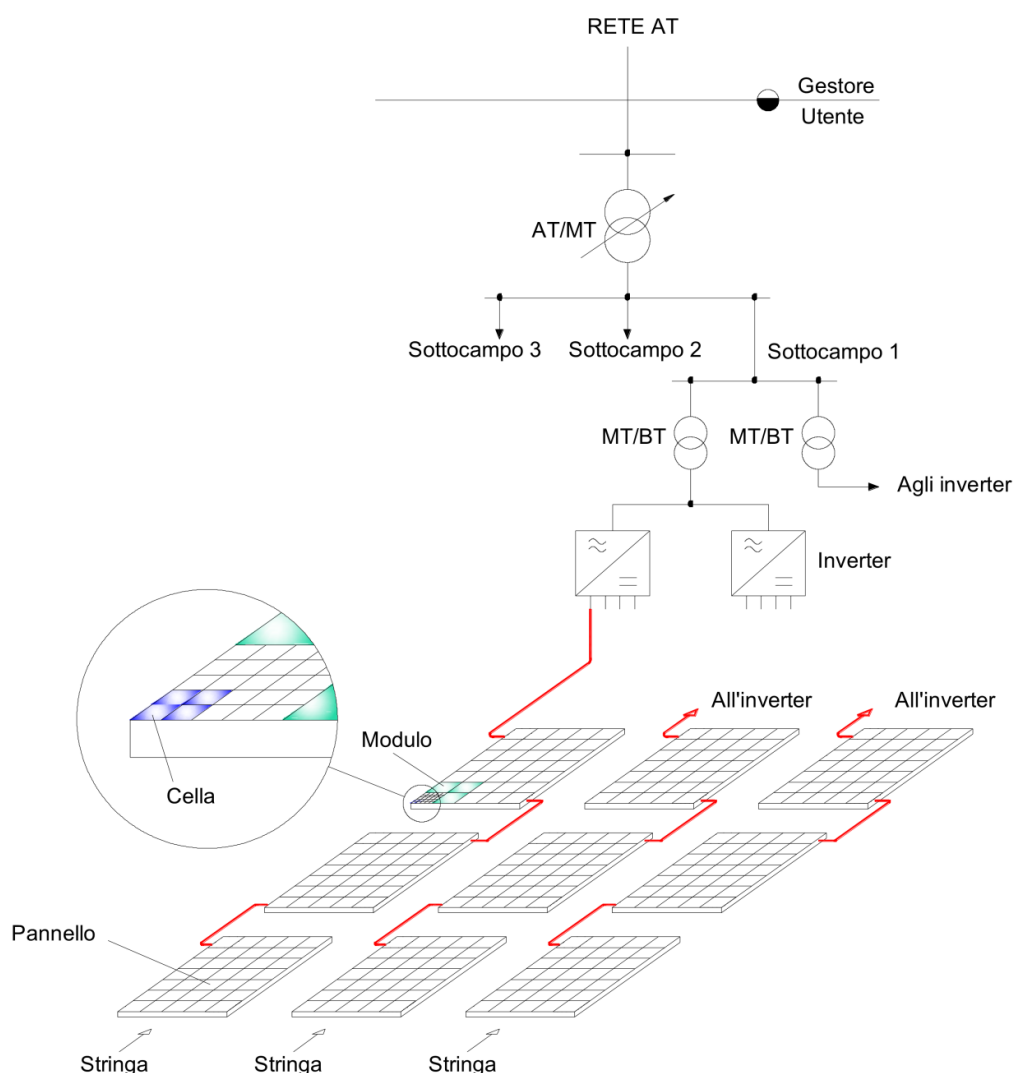 RETE AT
Gestore
Utente
AT/MT
Sottocampo 3
Sottocampo 2
Sottocampo 1
MT/BT
MT/BT
Agli inverter
Inverter
All'inverter
All'inverter
Modulo
Cella
Pannello
Stringa
Stringa
Stringa